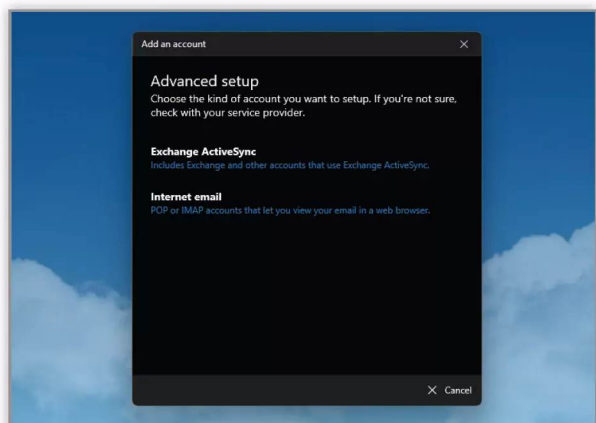 Add an account
Advanced setup
Choose the kind of account you want to setup. If you're not sure,
check with your service provider.
Exchange ActiveSync
Includes Exchange and other accounts that use Exchange ActiveSync.
Internet email
POP or IMAP accounts that let you view your email in a web browser.
Cancel